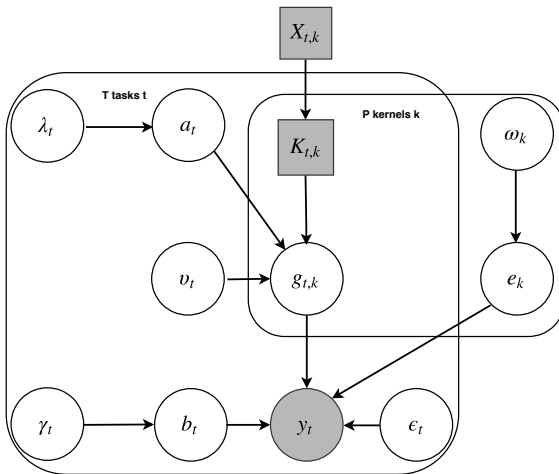 X_{t,k}
T tasks t
P kernels k
λ_t
a_t
K_{t,k}
ω_k
υ_t
g_{t,k}
e_k
γ_t
b_t
y_t
ϵ_t